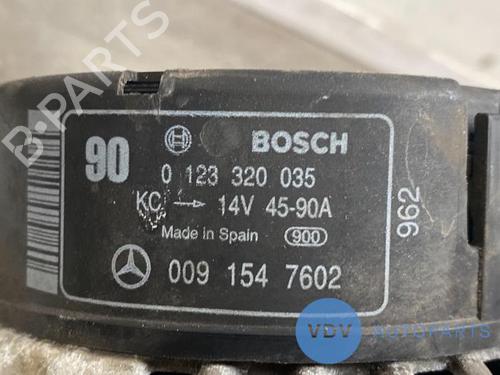 90 BOSCH
0 123 320 035
KC → 14V 45-90A
Made in Spain 900
009 154 7602
962
B-PARTS
VDV AUTOPARTS